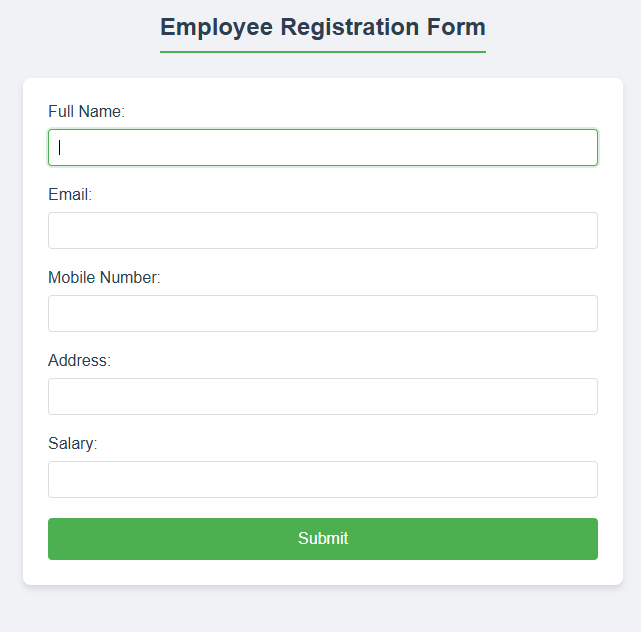 Employee Registration Form
Full Name:
Email:
Mobile Number:
Address:
Salary:
Submit